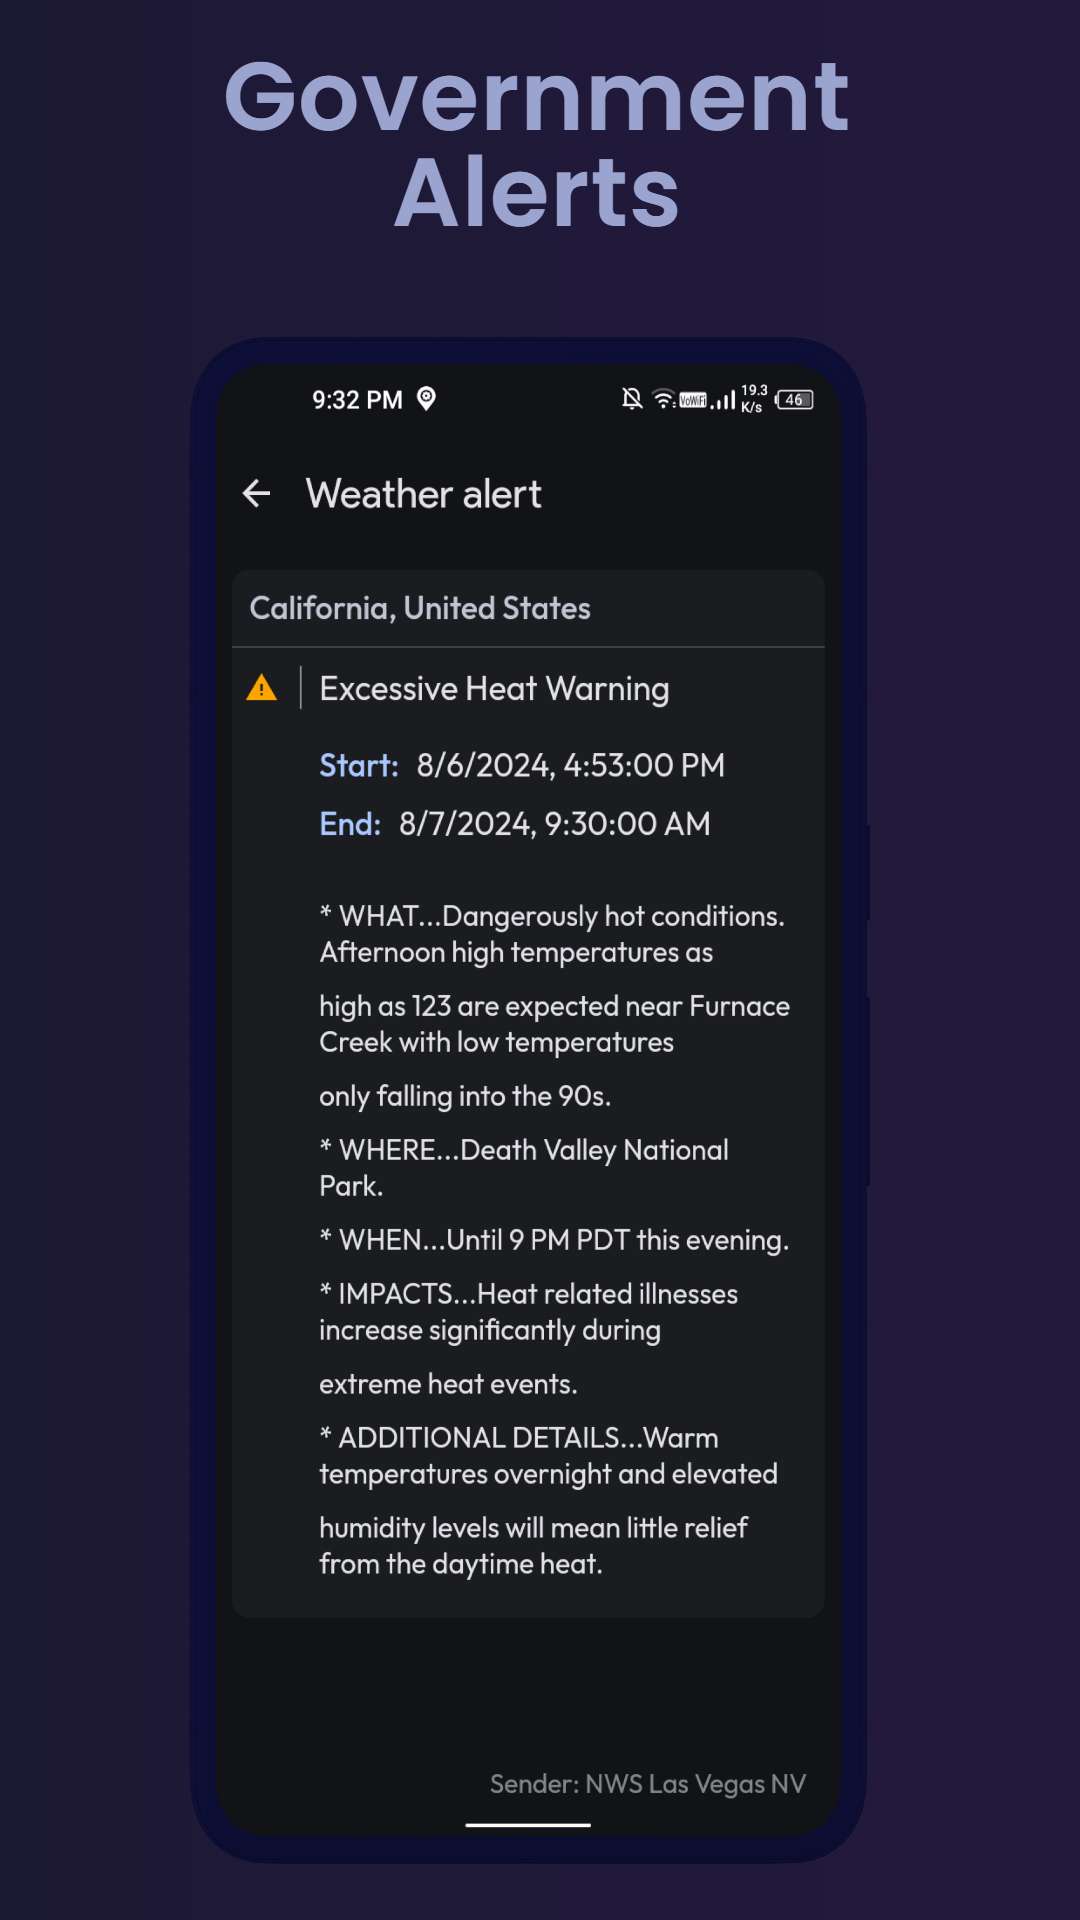 Government
Alerts
9:32 PM
VoWiFi
19.3
K/s
46
Weather alert
California, United States
Excessive Heat Warning
Start: 8/6/2024, 4:53:00 PM
End: 8/7/2024, 9:30:00 AM
* WHAT...Dangerously hot conditions.
Afternoon high temperatures as
high as 123 are expected near Furnace
Creek with low temperatures
only falling into the 90s.
* WHERE...Death Valley National
Park.
* WHEN...Until 9 PM PDT this evening.
* IMPACTS...Heat related illnesses
increase significantly during
extreme heat events.
* ADDITIONAL DETAILS...Warm
temperatures overnight and elevated
humidity levels will mean little relief
from the daytime heat.
Sender: NWS Las Vegas NV